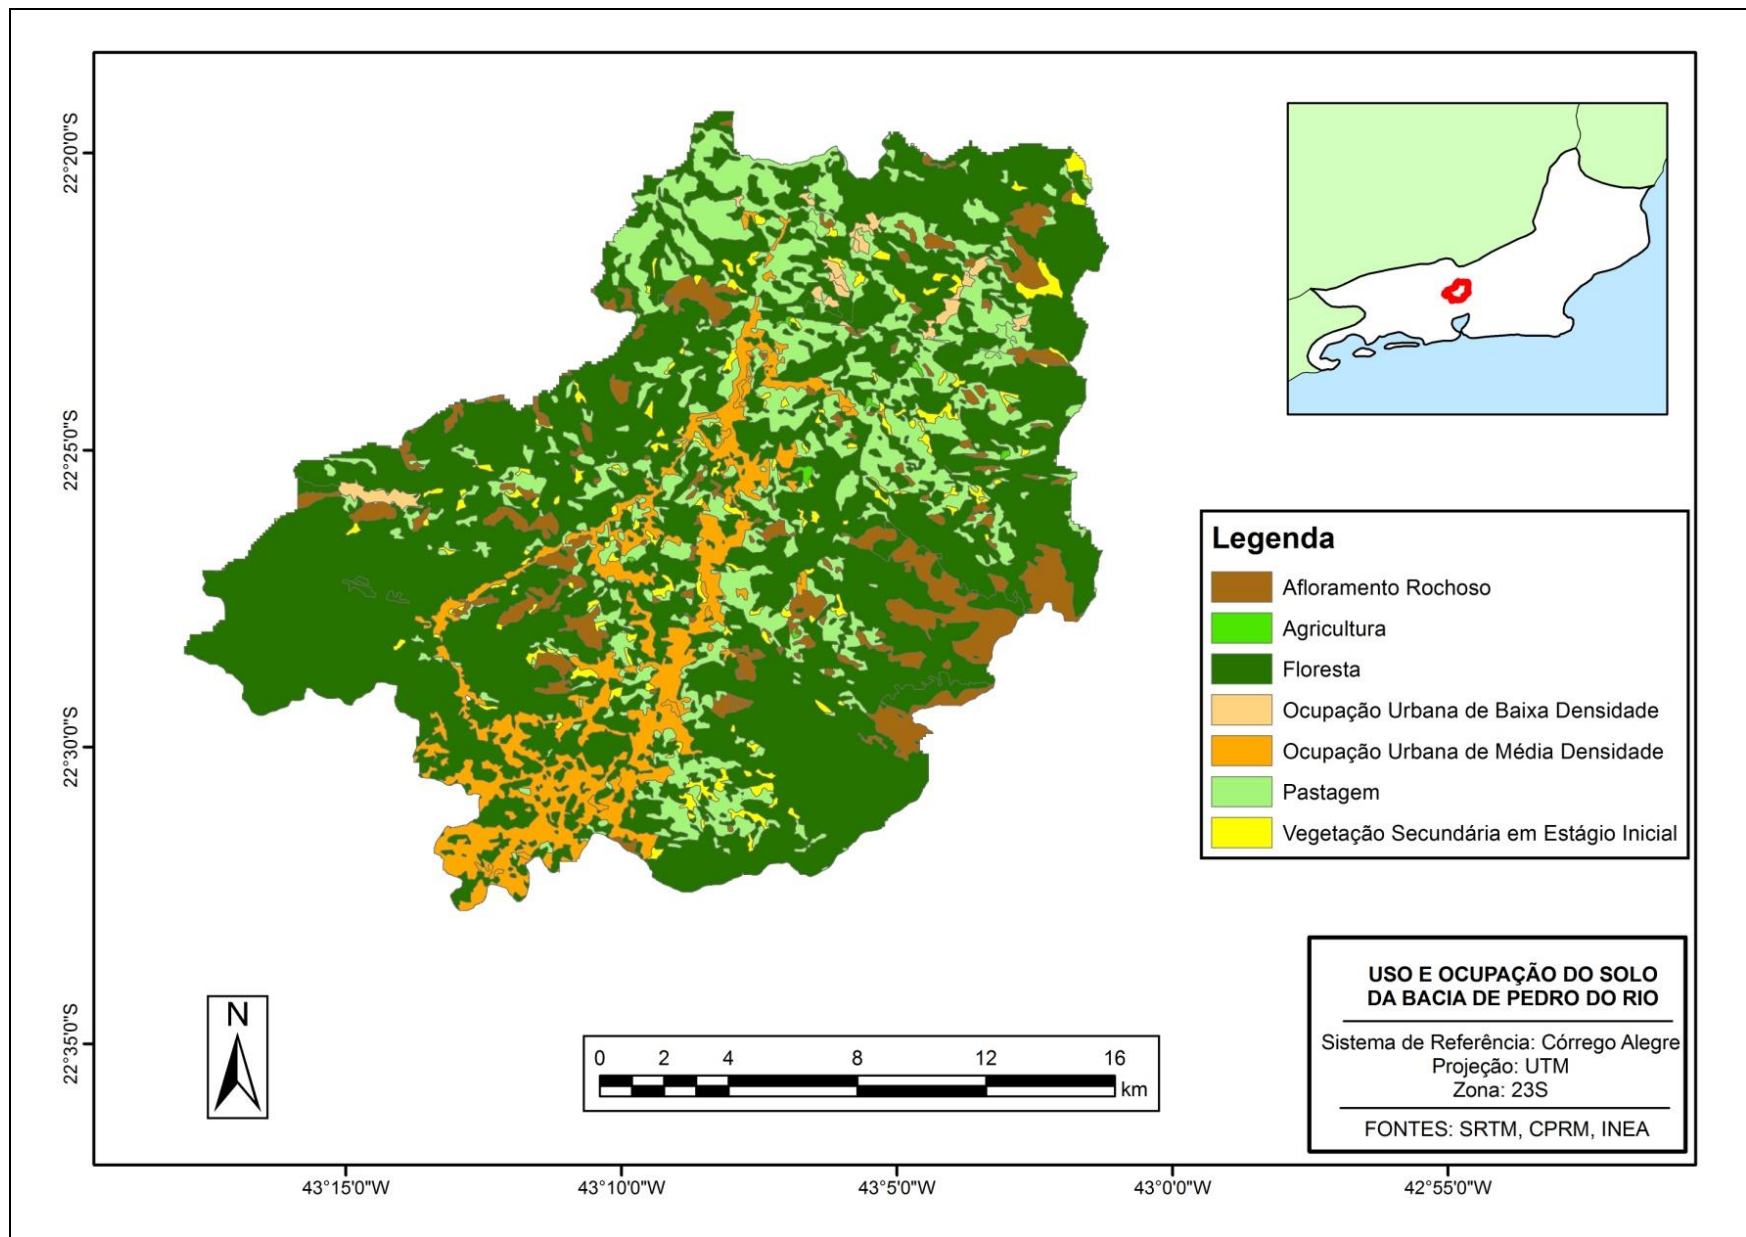 22°20'0"S
22°25'0"S
22°30'0"S
22°35'0"S
Legenda
Afloramento Rochoso
Agricultura
Floresta
Ocupação Urbana de Baixa Densidade
Ocupação Urbana de Média Densidade
Pastagem
Vegetação Secundária em Estágio Inicial
USO E OCUPAÇÃO DO SOLO
DA BACIA DE PEDRO DO RIO
Sistema de Referência: Córrego Alegre
Projeção: UTM
Zona: 23S
FONTES: SRTM, CPRM, INEA
N
0 2 4 8 12 16
km
43°15'0"W 43°10'0"W 43°5'0"W 43°0'0"W 42°55'0"W